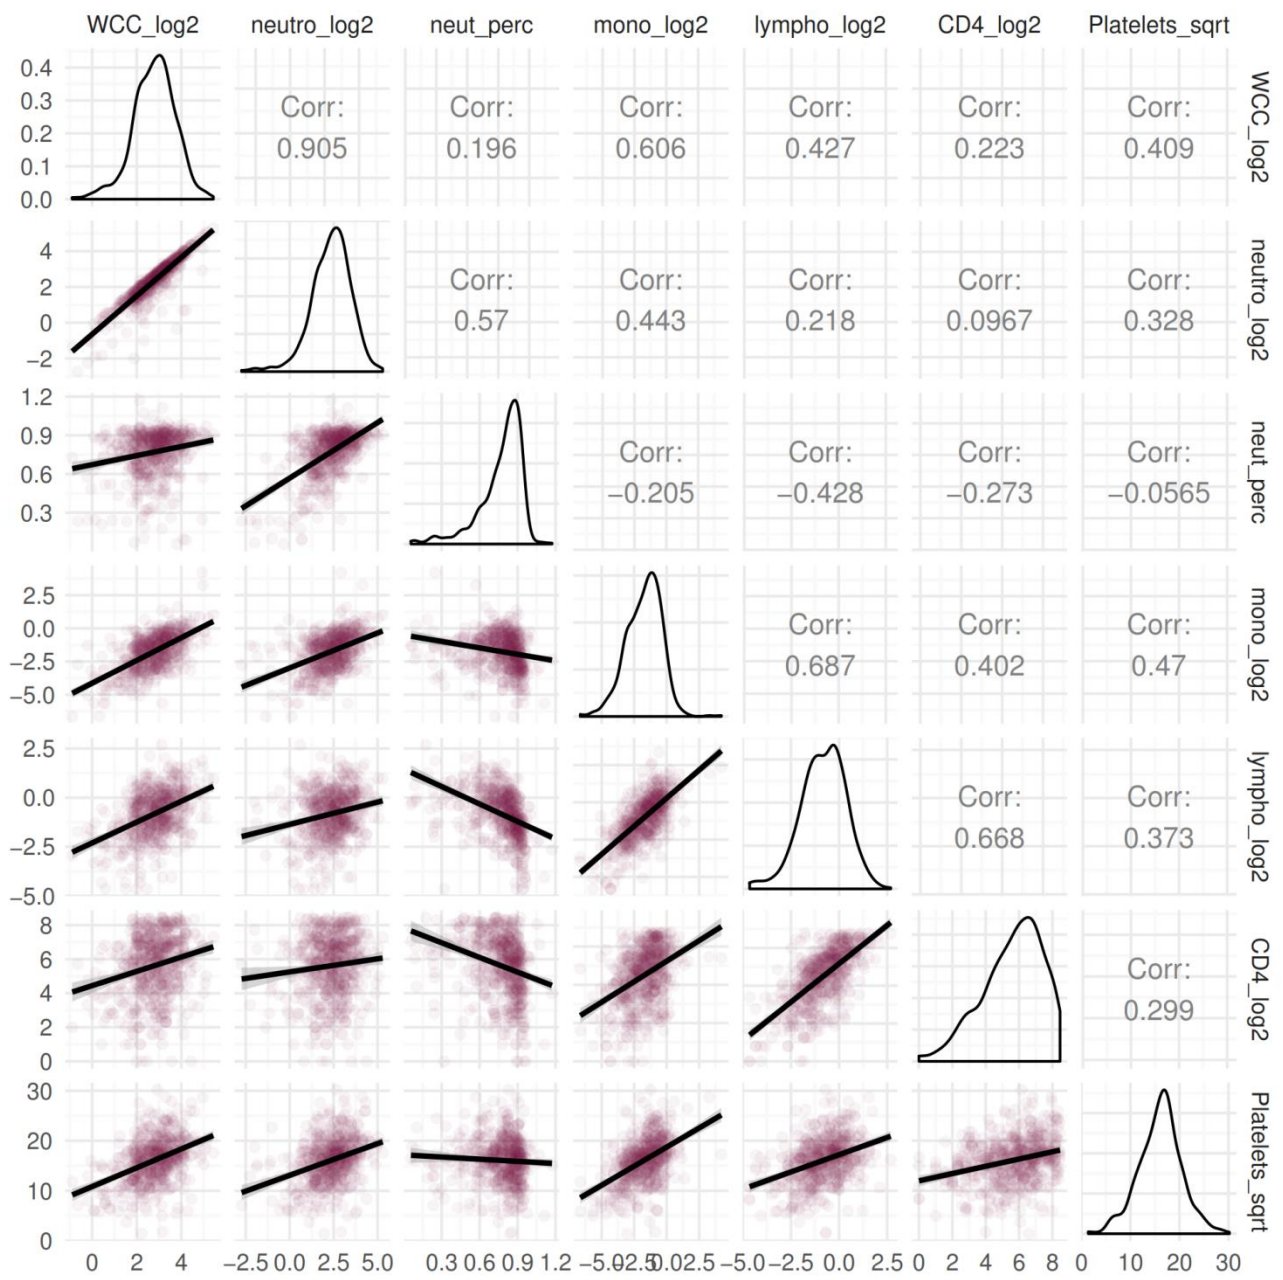 WCC_log2 neutro_log2 neut_perc mono_log2 lympho_log2 CD4_log2 Platelets_sqrt
0.4
0.3
0.2
0.1
0.0
Corr: Corr: Corr: Corr: Corr: Corr:
0.905 0.196 0.606 0.427 0.223 0.409
WCC_log2
4
2
0
−2
Corr: Corr: Corr: Corr: Corr:
0.57 0.443 0.218 0.0967 0.328
neutro_log2
1.2
0.9
0.6
0.3
Corr: Corr: Corr: Corr:
−0.205 −0.428 −0.273 −0.0565
neut_perc
2.5
0.0
−2.5
−5.0
Corr: Corr: Corr:
0.687 0.402 0.47
mono_log2
2.5
0.0
−2.5
−5.0
Corr: Corr:
0.668 0.373
lympho_log2
8
6
4
2
0
Corr:
0.299
CD4_log2
30
20
10
0
Platelets_sqrt
0 2 4 −2.5 0.0 2.5 5.0 0.3 0.6 0.9 1.2 −5.0 −2.5 0.0 2.5 −5.0 −2.5 0.0 2.5 0 2 4 6 8 0 10 20 30